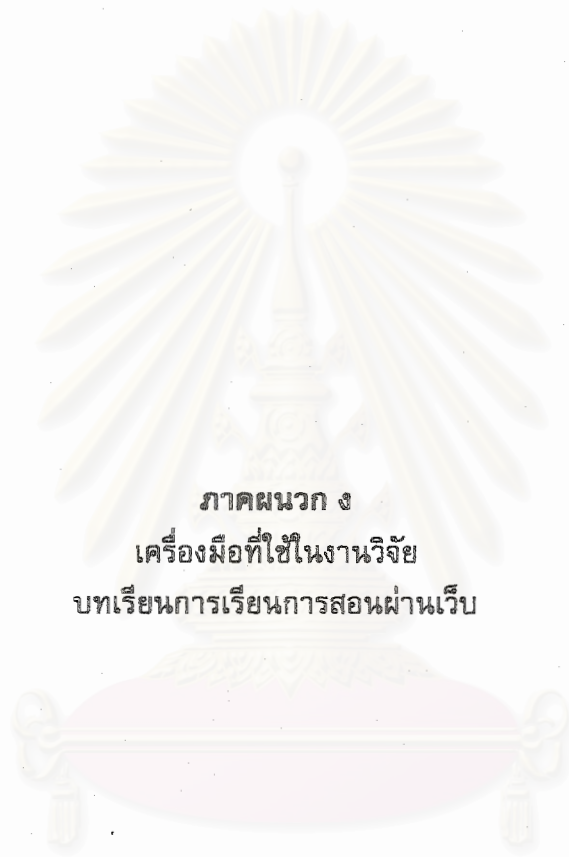 ภาคผนวก ง
เครื่องมือที่ใช้ในงานวิจัย
บทเรียนการเรียนการสอนผ่านเว็บ